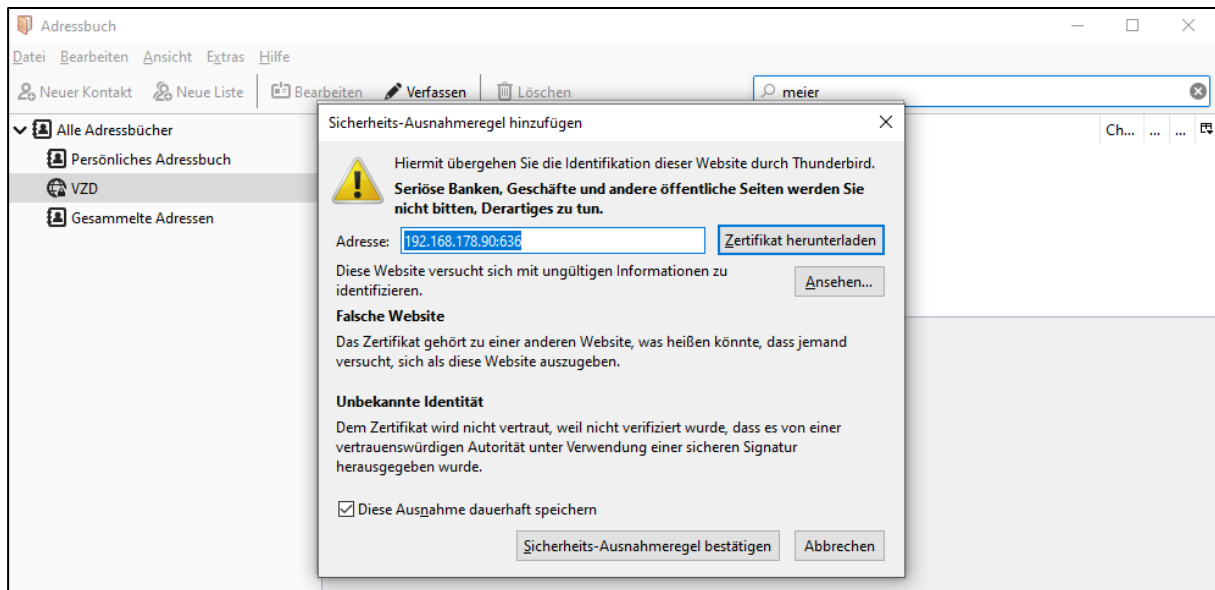 Adressbuch
Datei Bearbeiten Ansicht Extras Hilfe
Neuer Kontakt Neue Liste Bearbeiten Verfassen Löschen meier
Alle Adressbücher
Persönliches Adressbuch
VZD
Gesammelte Adressen
Ch... ... ...
Sicherheits-Ausnahmeregel hinzufügen
Hiermit übergehen Sie die Identifikation dieser Website durch Thunderbird.
Seriöse Banken, Geschäfte und andere öffentliche Seiten werden Sie
nicht bitten, Derartiges zu tun.
Adresse: 192.168.178.90:636 Zertifikat herunterladen
Diese Website versucht sich mit ungültigen Informationen zu
identifizieren.
Ansehen...
Falsche Website
Das Zertifikat gehört zu einer anderen Website, was heißen könnte, dass jemand
versucht, sich als diese Website auszugeben.
Unbekannte Identität
Dem Zertifikat wird nicht vertraut, weil nicht verifiziert wurde, dass es von einer
vertrauenswürdigen Autorität unter Verwendung einer sicheren Signatur
herausgegeben wurde.
Diese Ausnahme dauerhaft speichern
Sicherheits-Ausnahmeregel bestätigen Abbrechen